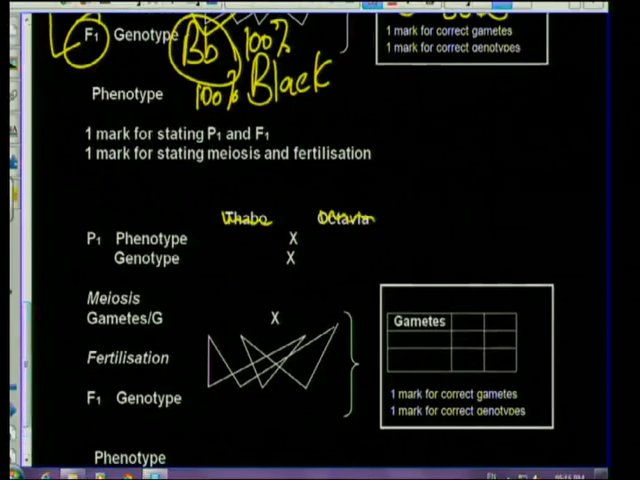 F1 Genotype Bb 100%
1 mark for correct gametes
1 mark for correct genotypes
Phenotype 100% Black
1 mark for stating P1 and F1
1 mark for stating meiosis and fertilisation
Thabo Octavia
P1 Phenotype X
Genotype X
Meiosis
Gametes/G X
Gametes
Fertilisation
F1 Genotype
1 mark for correct gametes
1 mark for correct genotypes
Phenotype